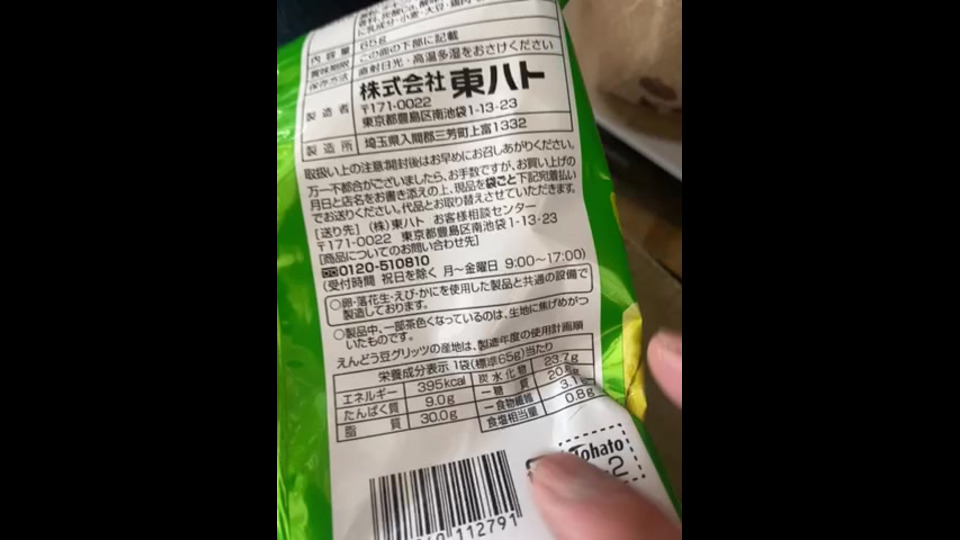 香料、炭酸Ca、酸味
に乳成分・小麦・大豆・鶏肉
内容量 65g
賞味期限 この面の下部に記載
保存方法 直射日光・高温多湿をおさけください
製造者 株式会社 東ハト
〒171-0022
東京都豊島区南池袋1-13-23
製造所 埼玉県入間郡三芳町上富1332
取扱い上の注意:開封後はお早めにお召しあがりください。
万一不都合がございましたら、お手数ですが、お買い上げの
月日と店名をお書き添えの上、現品を袋ごと下記宛着払い
でお送りください。代品とお取り替えさせていただきます。
[送り先] (株)東ハト お客様相談センター
〒171-0022 東京都豊島区南池袋1-13-23
[商品についてのお問い合わせ先]
0120-510810
(受付時間 祝日を除く 月~金曜日 9:00~17:00)
○卵・落花生・えび・かにを使用した製品と共通の設備で
製造しております。
○製品中、一部茶色くなっているのは、生地に焦げめがつ
いたものです。
えんどう豆グリッツの産地は、製造年度の使用計画順
栄養成分表示 1袋(標準65g)当たり
エネルギー 395kcal
たんぱく質 9.0g
脂質 30.0g
炭水化物 23.7g
-糖質
-食物繊維
食塩相当量 0.8g
Tohato
112791